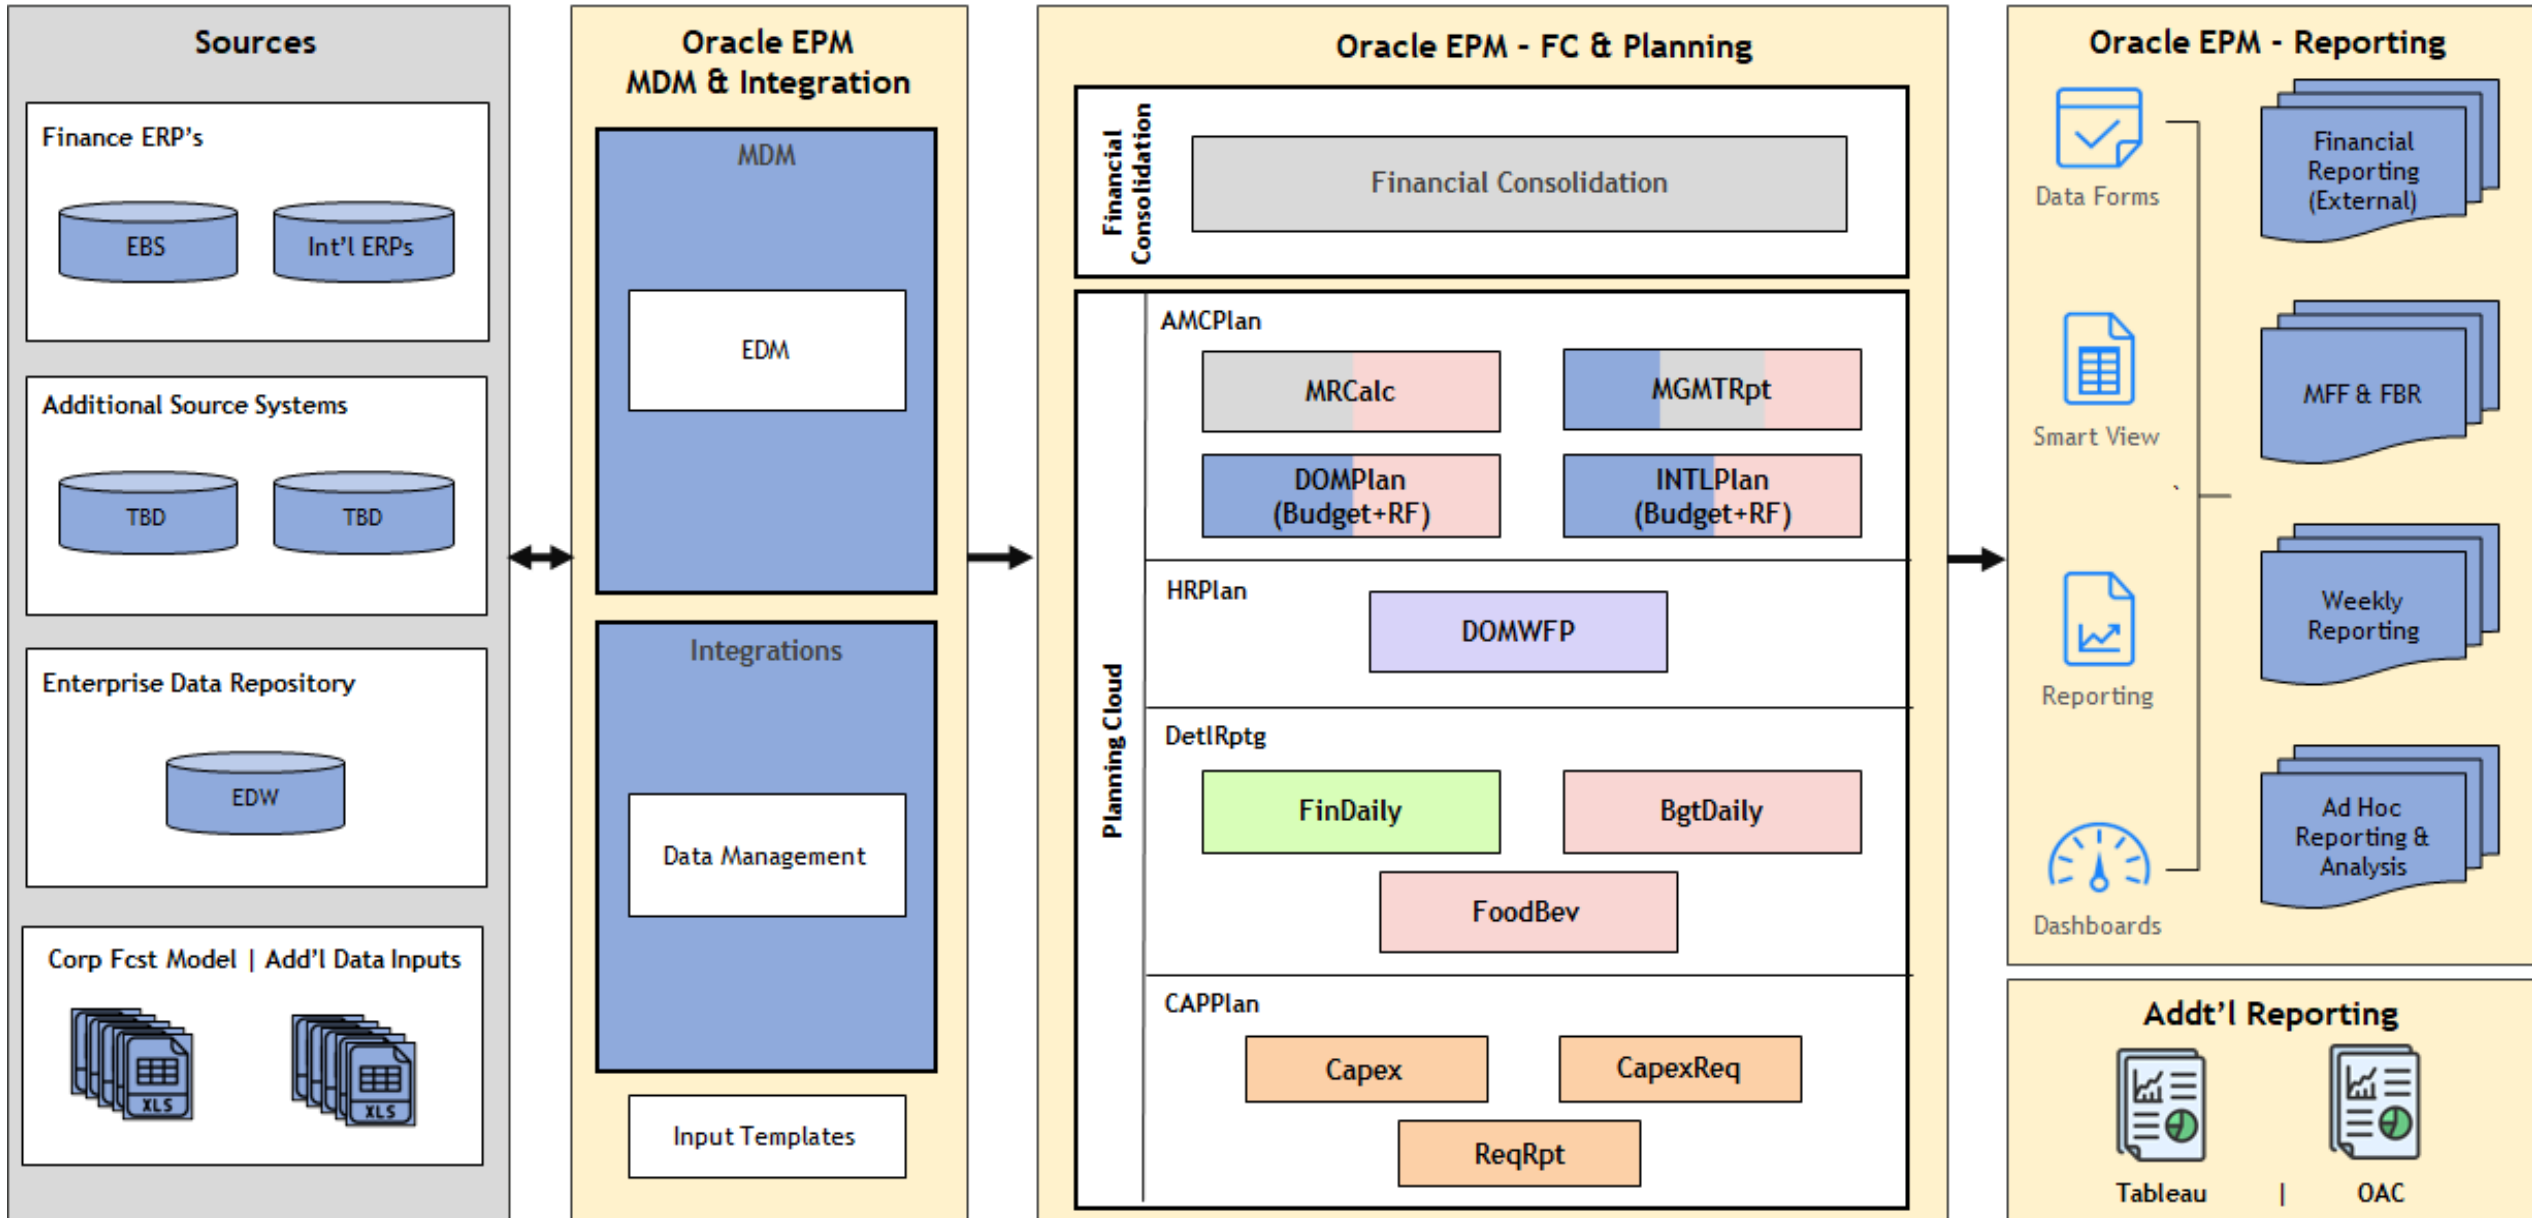 Sources
Finance ERP's
EBS
Int'l ERPs
Additional Source Systems
TBD
TBD
Enterprise Data Repository
EDW
Corp Fcst Model | Add'l Data Inputs
XLS
XLS
Oracle EPM
MDM & Integration
MDM
EDM
Integrations
Data Management
Input Templates
Oracle EPM - FC & Planning
Financial
Consolidation
Financial Consolidation
Planning Cloud
AMCPlan
MRCalc
MGMTRpt
DOMPlan
(Budget+RF)
INTLPlan
(Budget+RF)
HRPlan
DOMWFP
DetlRptg
FinDaily
BgtDaily
FoodBev
CAPPlan
Capex
CapexReq
ReqRpt
Oracle EPM - Reporting
Data Forms
Smart View
Reporting
Dashboards
Financial
Reporting
(External)
MFF & FBR
Weekly
Reporting
Ad Hoc
Reporting &
Analysis
Addt'l Reporting
Tableau | OAC